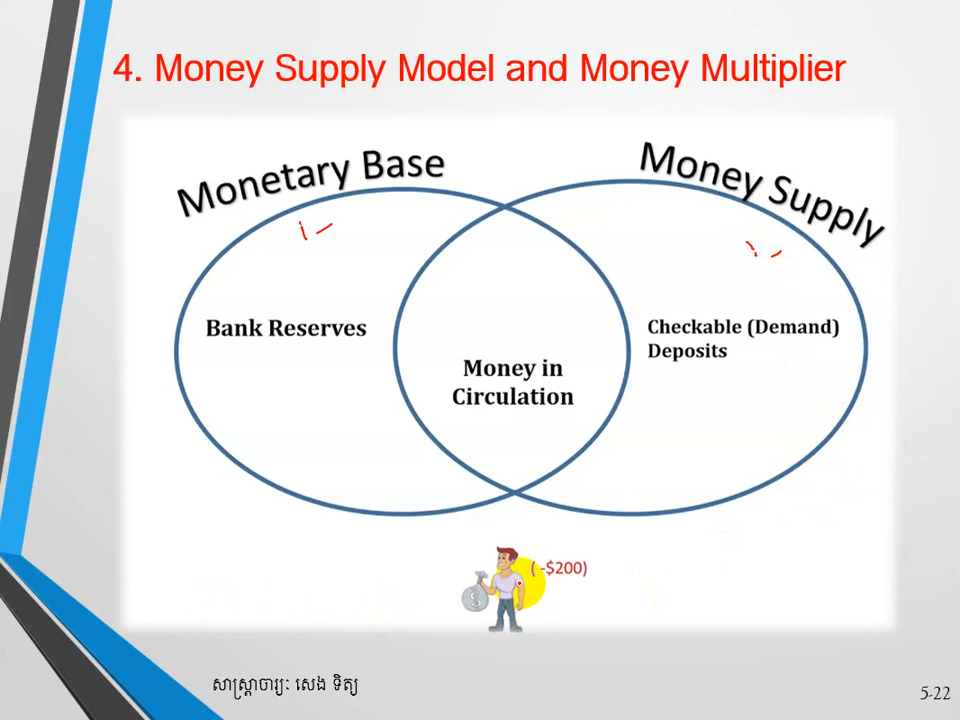 4. Money Supply Model and Money Multiplier
Monetary Base
Money Supply
Bank Reserves
Checkable (Demand)
Deposits
Money in
Circulation
( -$200)
$
សាស្ត្រាចារ្យ: សេង ទិត្យ
5-22